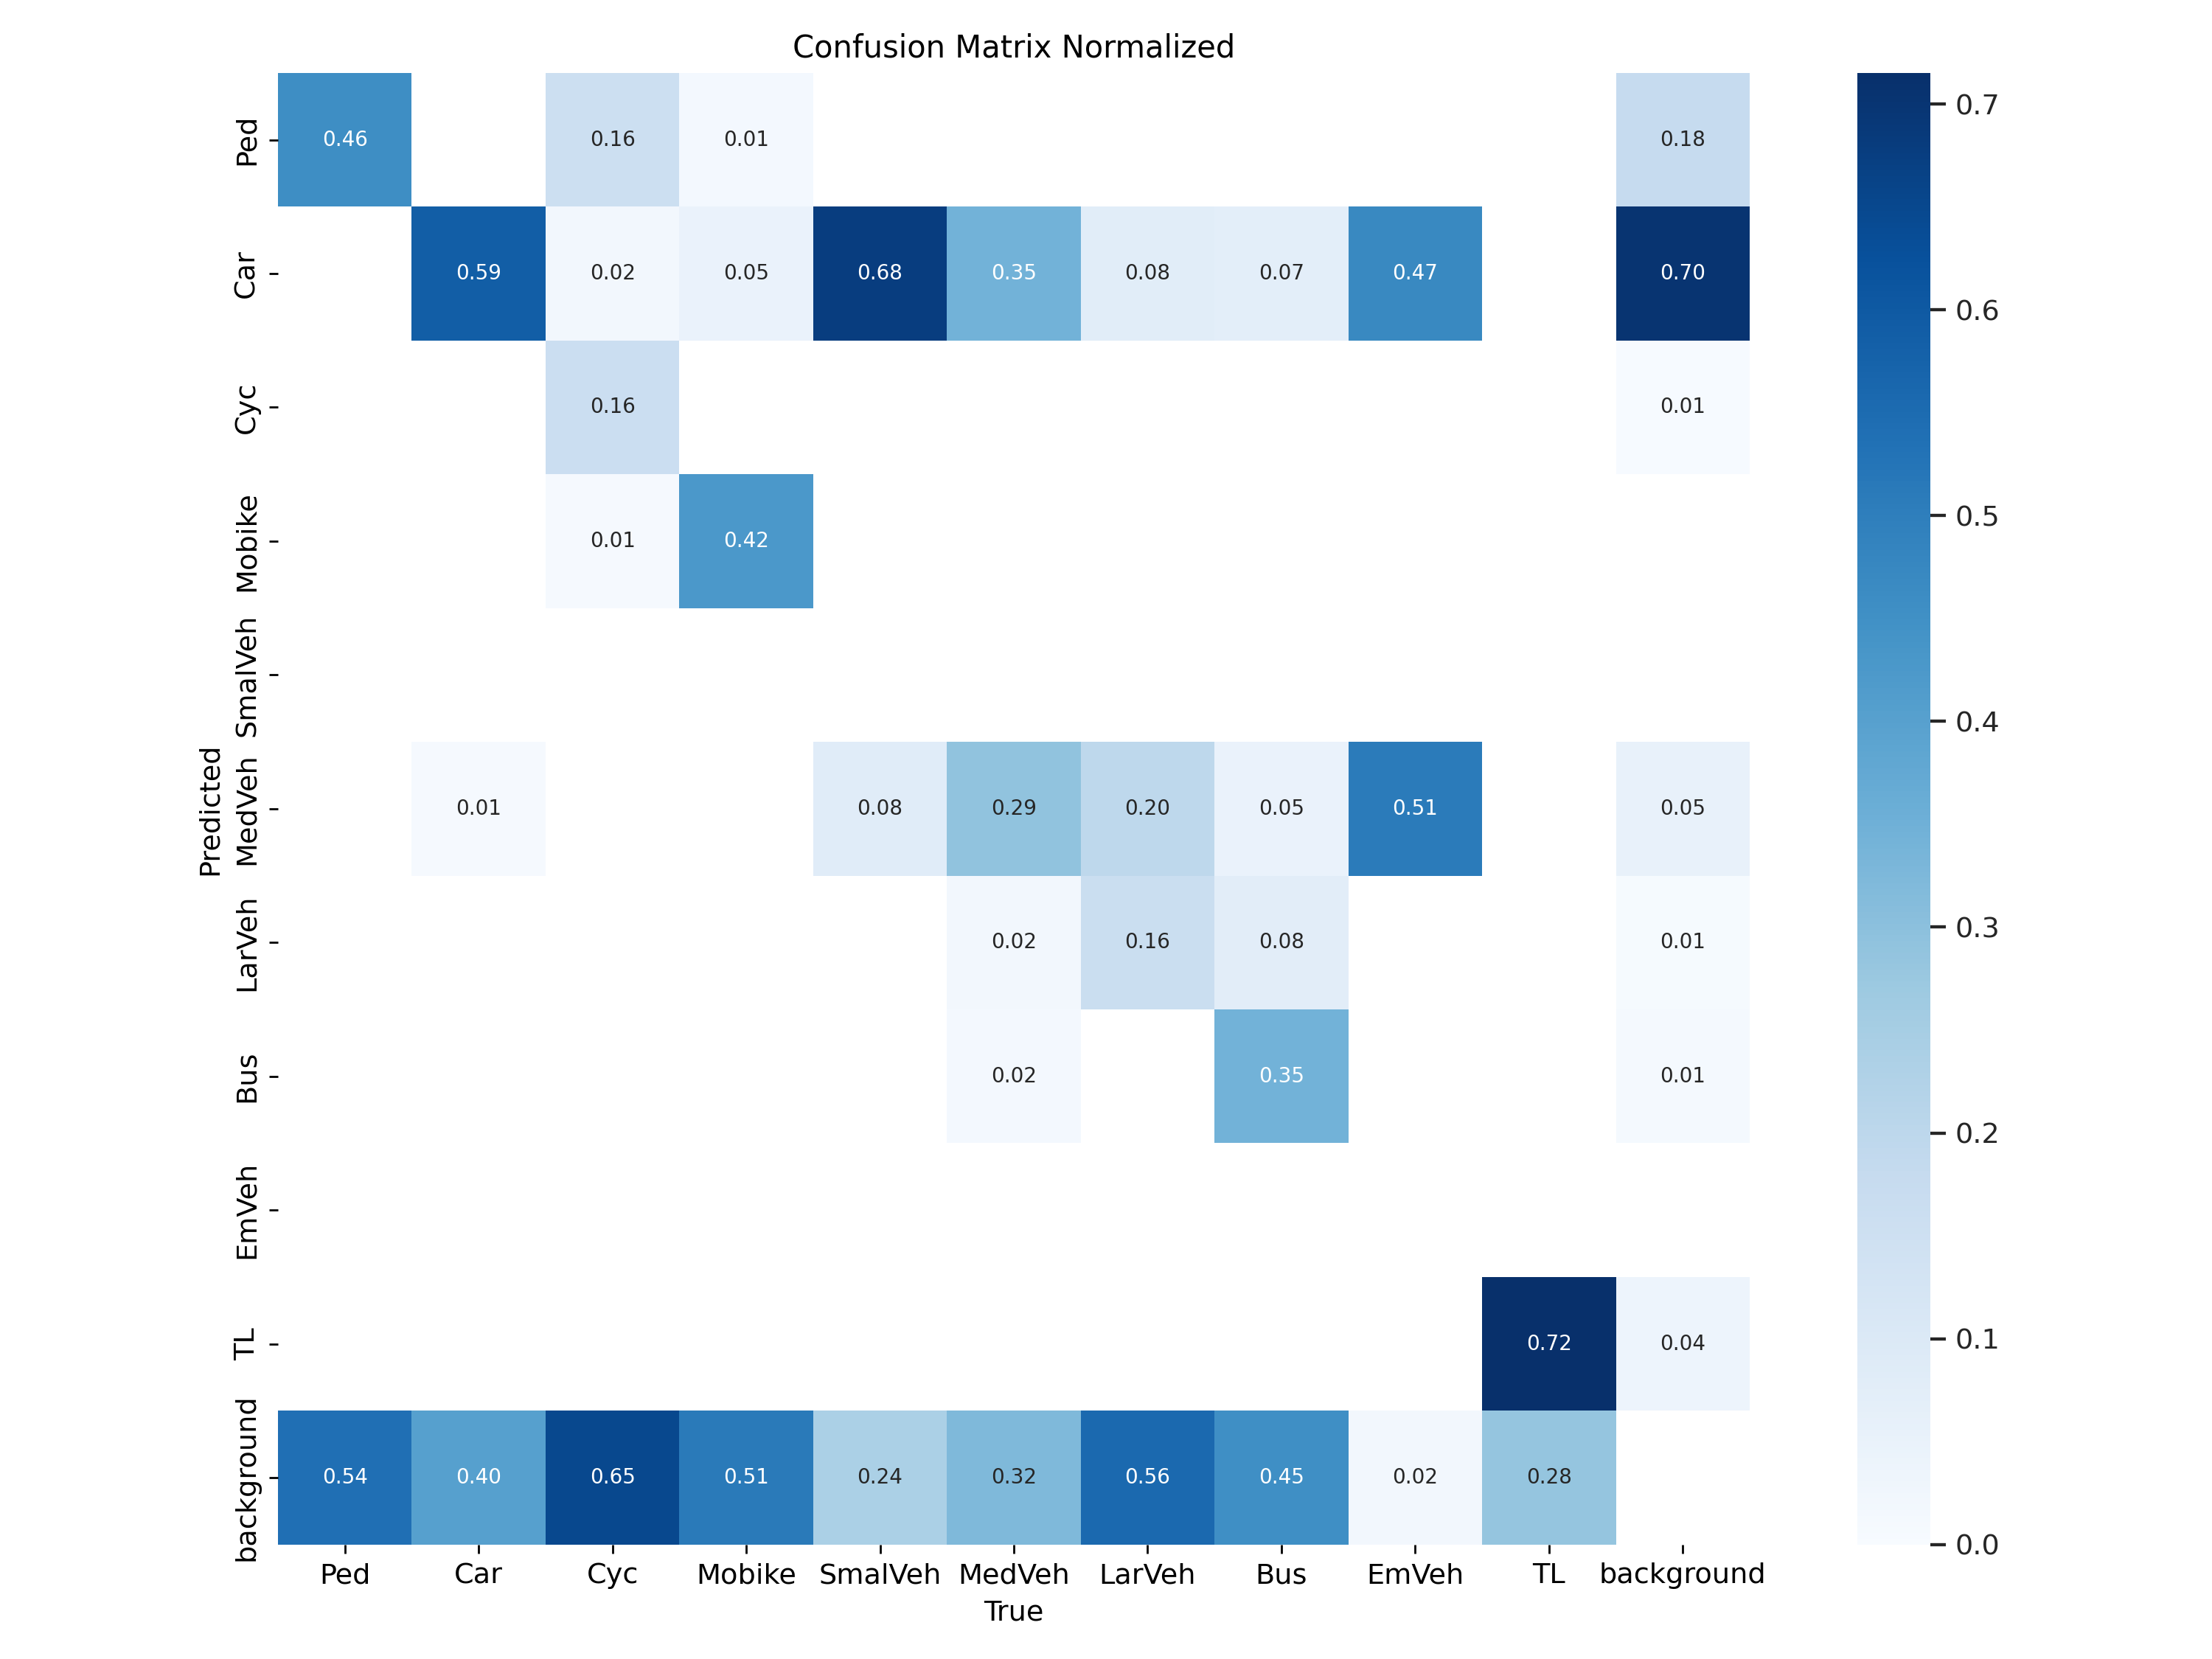 Confusion Matrix Normalized
Ped 0.46 0.16 0.01 0.18
Car 0.59 0.02 0.05 0.68 0.35 0.08 0.07 0.47 0.70
Cyc 0.16 0.01
Mobike 0.01 0.42
SmalVeh
MedVeh 0.01 0.08 0.29 0.20 0.05 0.51 0.05
LarVeh 0.02 0.16 0.08 0.01
Bus 0.02 0.35 0.01
EmVeh
TL 0.72 0.04
background 0.54 0.40 0.65 0.51 0.24 0.32 0.56 0.45 0.02 0.28
Predicted
Ped Car Cyc Mobike SmalVeh MedVeh LarVeh Bus EmVeh TL background
True
0.7
0.6
0.5
0.4
0.3
0.2
0.1
0.0